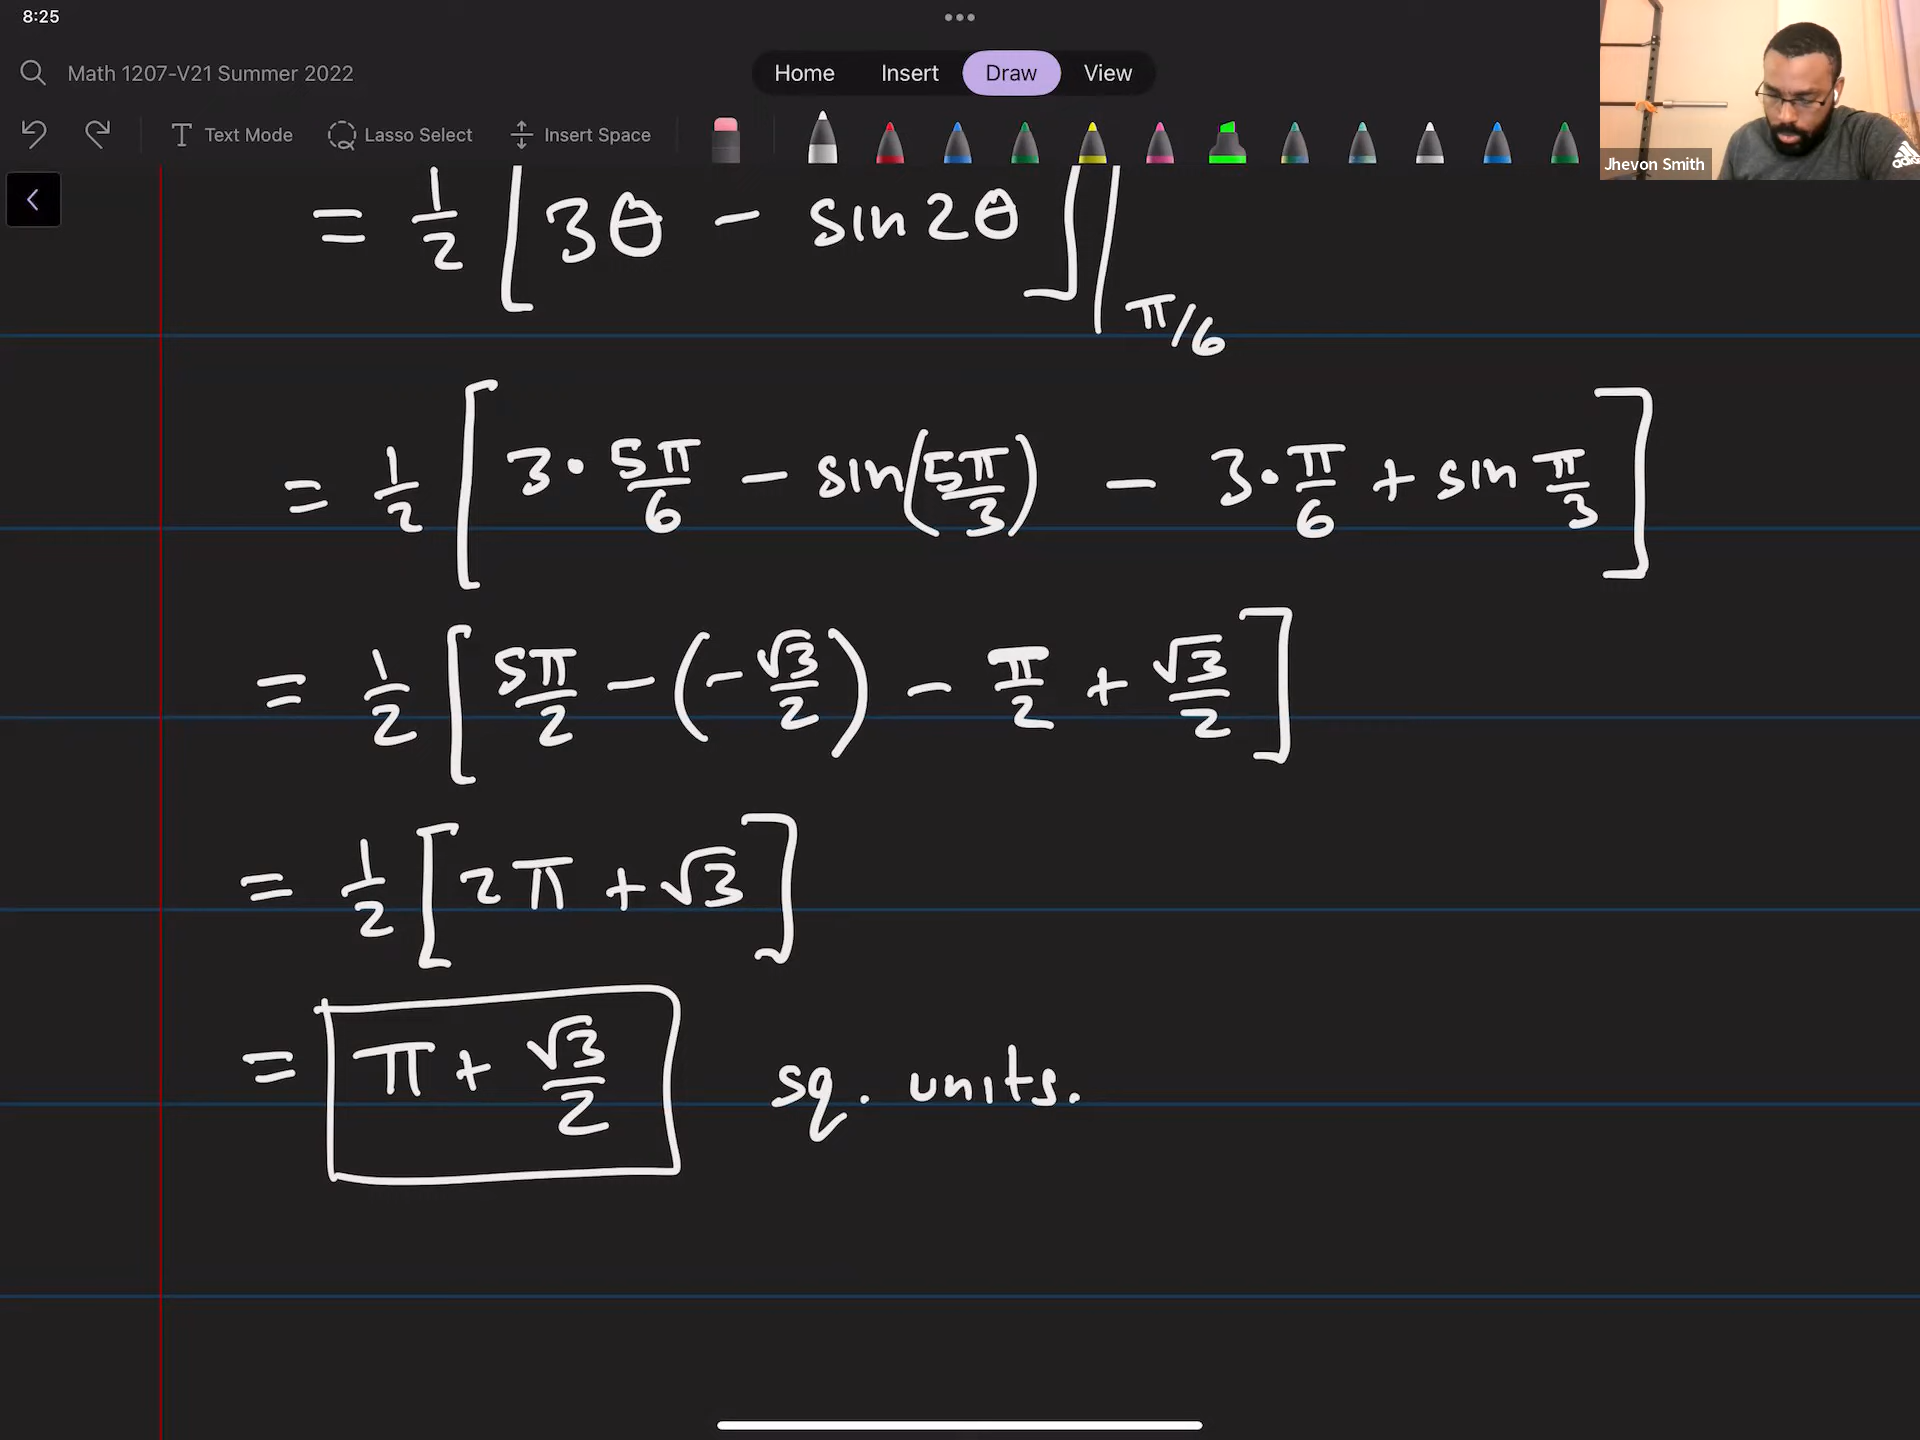 8:25
Math 1207-V21 Summer 2022
Home Insert Draw View
Text Mode Lasso Select Insert Space
Jhevon Smith
= 1/2 [3θ - sin 2θ] |π/6
= 1/2 [3 · 5π/6 - sin(5π/3) - 3 · π/6 + sin π/3]
= 1/2 [5π/2 - (-√3/2) - π/2 + √3/2]
= 1/2 [2π + √3]
= π + √3/2 sq. units.